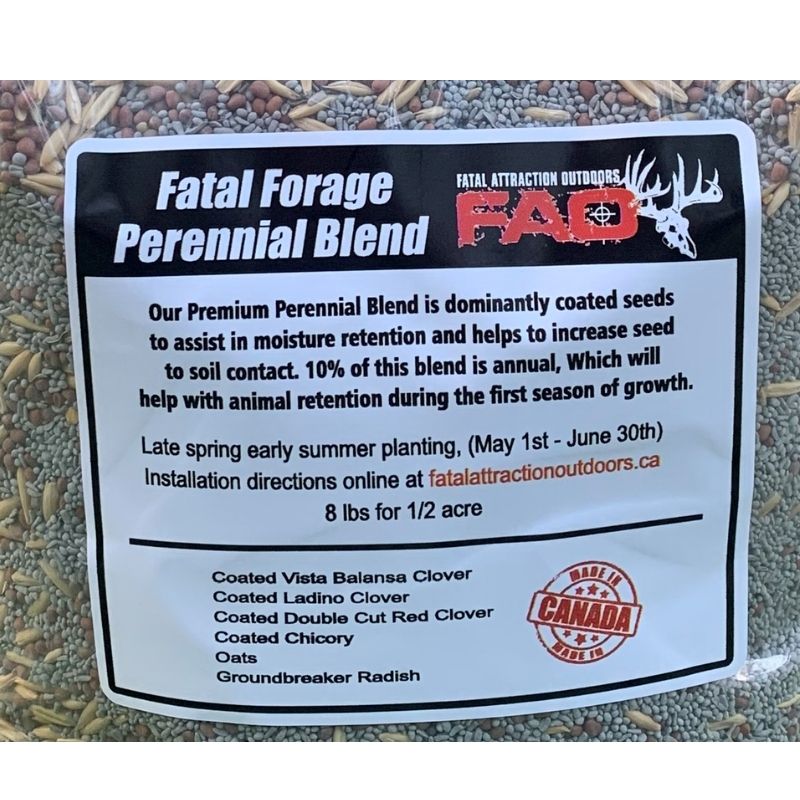 Fatal Forage
Perennial Blend
FATAL ATTRACTION OUTDOORS
FAO
Our Premium Perennial Blend is dominantly coated seeds
to assist in moisture retention and helps to increase seed
to soil contact. 10% of this blend is annual, Which will
help with animal retention during the first season of growth.
Late spring early summer planting, (May 1st - June 30th)
Installation directions online at fatalattractionoutdoors.ca
8 lbs for 1/2 acre
Coated Vista Balansa Clover
Coated Ladino Clover
Coated Double Cut Red Clover
Coated Chicory
Oats
Groundbreaker Radish
MADE IN
CANADA
MADE IN